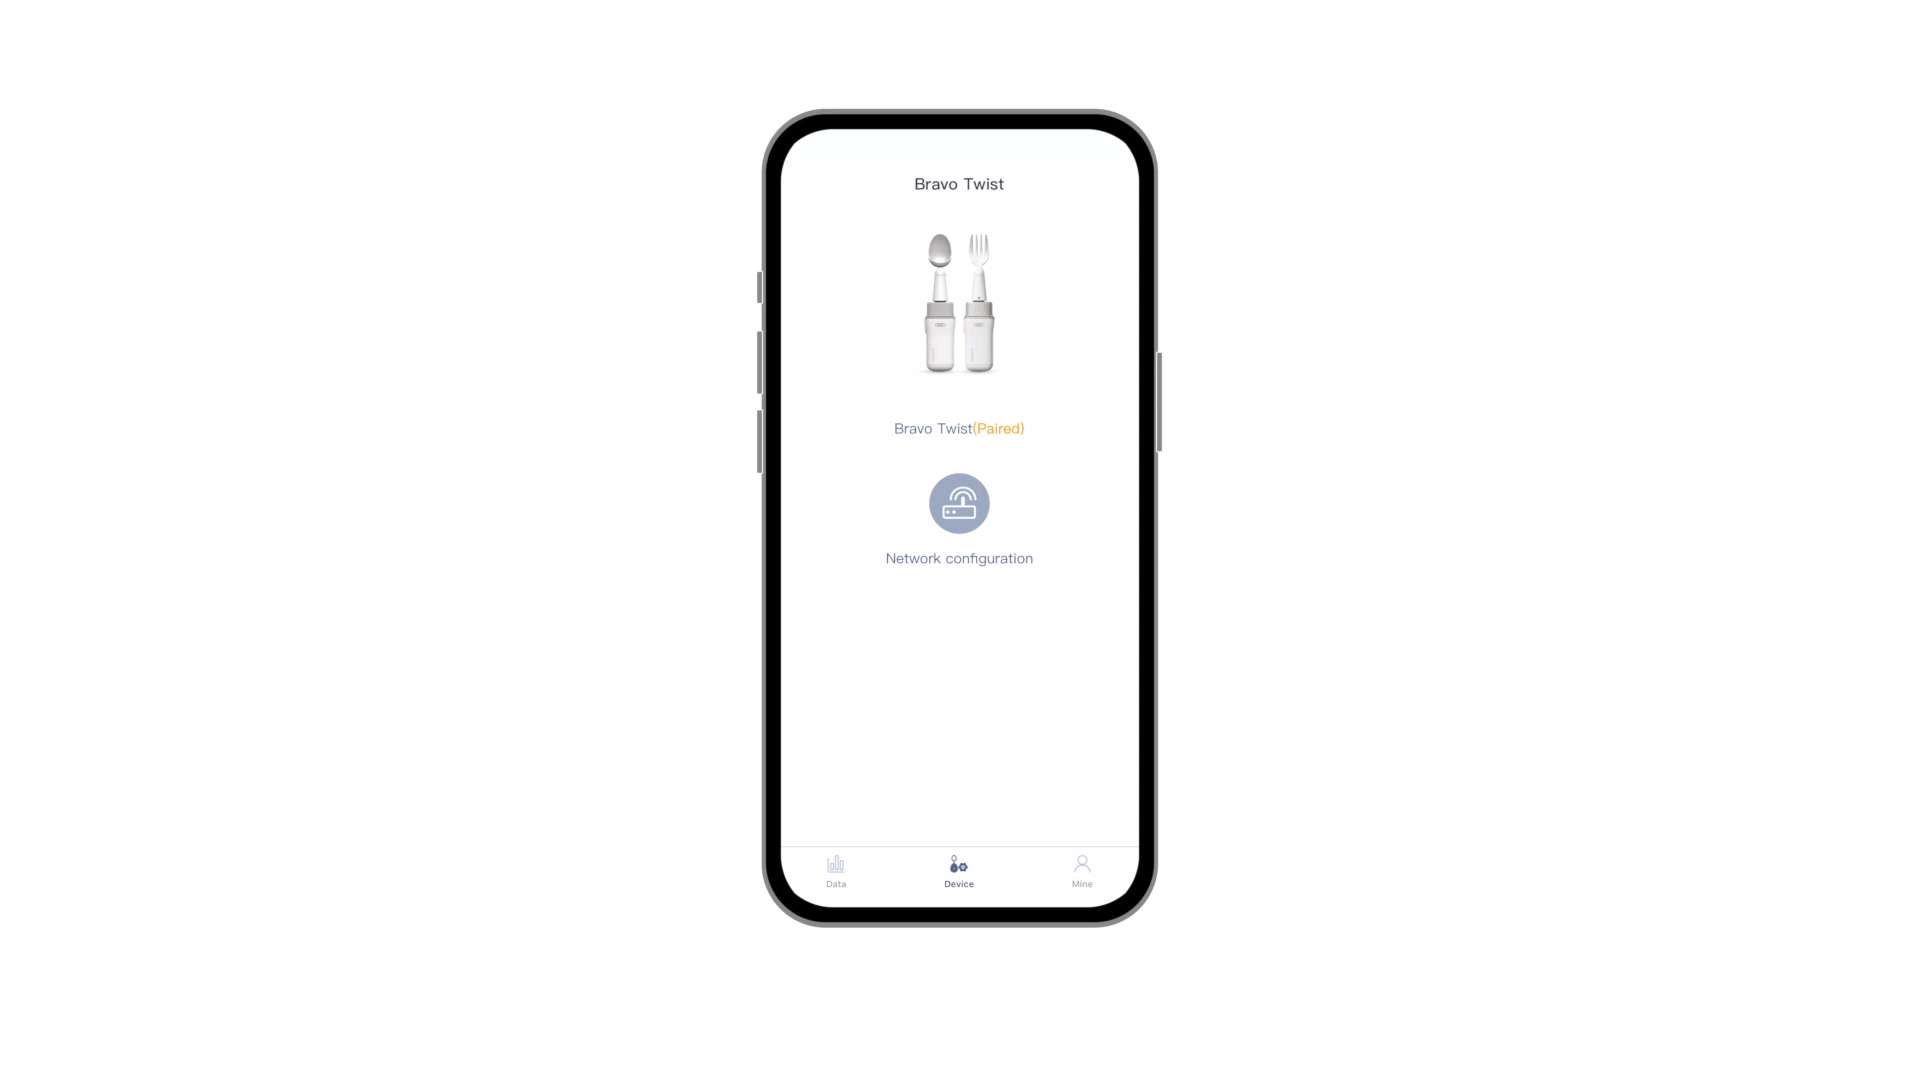 Bravo Twist
Bravo Twist(Paired)
Network configuration
Data
Device
Mine